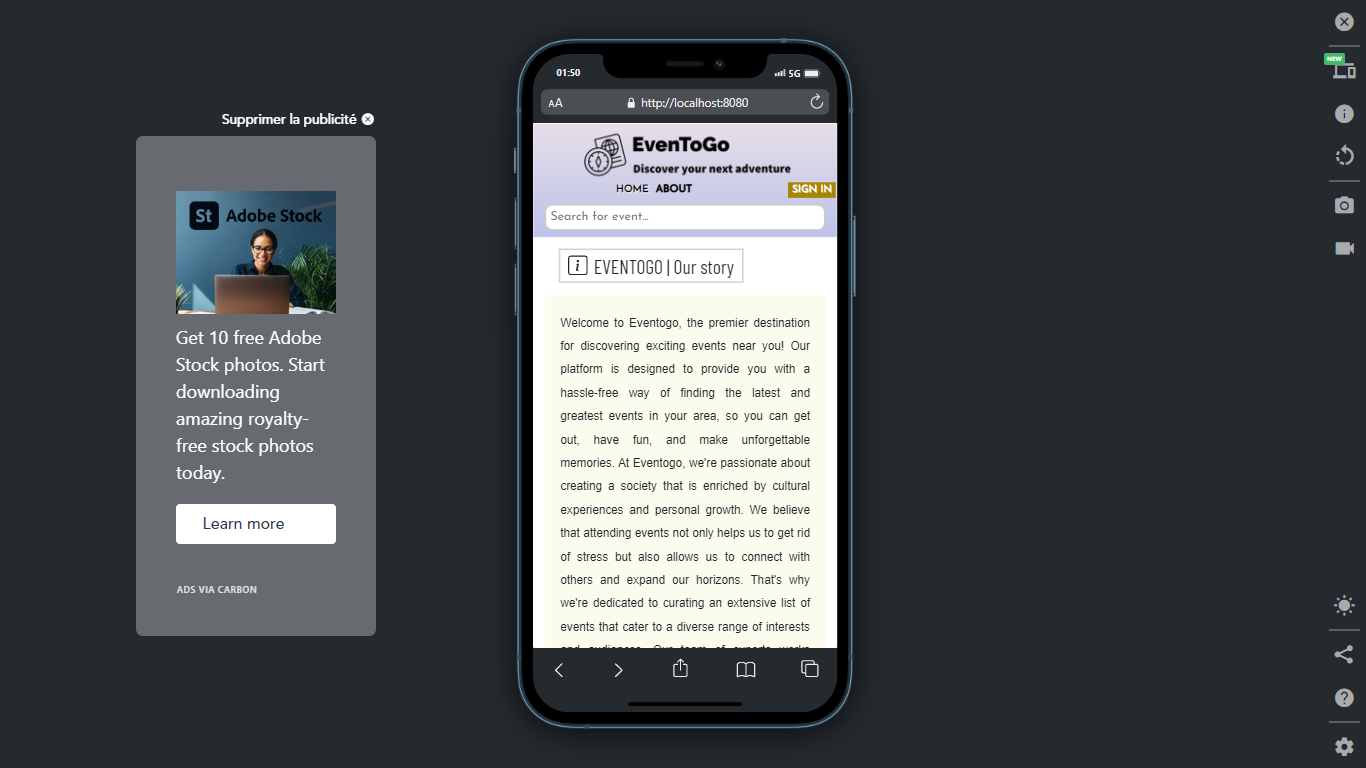 Supprimer la publicité
St Adobe Stock
Get 10 free Adobe
Stock photos. Start
downloading
amazing royalty-
free stock photos
today.
Learn more
ADS VIA CARBON
01:50
5G
AA
http://localhost:8080
EvenToGo
Discover your next adventure
HOME ABOUT
SIGN IN
Search for event...
i EVENTOGO | Our story
Welcome to Eventogo, the premier destination
for discovering exciting events near you! Our
platform is designed to provide you with a
hassle-free way of finding the latest and
greatest events in your area, so you can get
out, have fun, and make unforgettable
memories. At Eventogo, we're passionate about
creating a society that is enriched by cultural
experiences and personal growth. We believe
that attending events not only helps us to get rid
of stress but also allows us to connect with
others and expand our horizons. That's why
we're dedicated to curating an extensive list of
events that cater to a diverse range of interests
and audiences. Our team of experts works
NEW